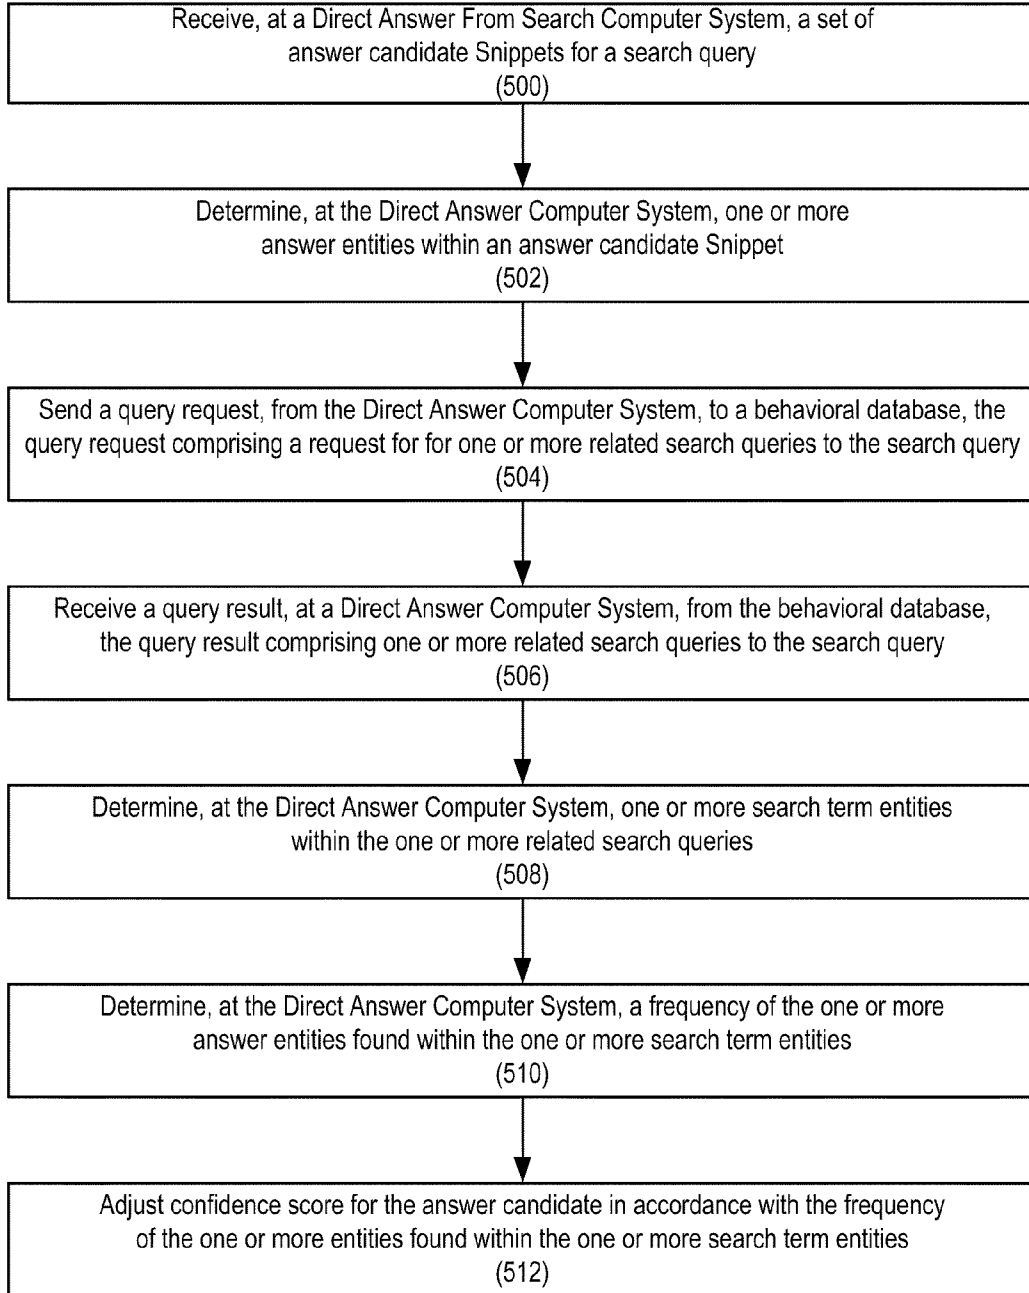 Receive, at a Direct Answer From Search Computer System, a set of
answer candidate Snippets for a search query
(500)
Determine, at the Direct Answer Computer System, one or more
answer entities within an answer candidate Snippet
(502)
Send a query request, from the Direct Answer Computer System, to a behavioral database, the
query request comprising a request for for one or more related search queries to the search query
(504)
Receive a query result, at a Direct Answer Computer System, from the behavioral database,
the query result comprising one or more related search queries to the search query
(506)
Determine, at the Direct Answer Computer System, one or more search term entities
within the one or more related search queries
(508)
Determine, at the Direct Answer Computer System, a frequency of the one or more
answer entities found within the one or more search term entities
(510)
Adjust confidence score for the answer candidate in accordance with the frequency
of the one or more entities found within the one or more search term entities
(512)